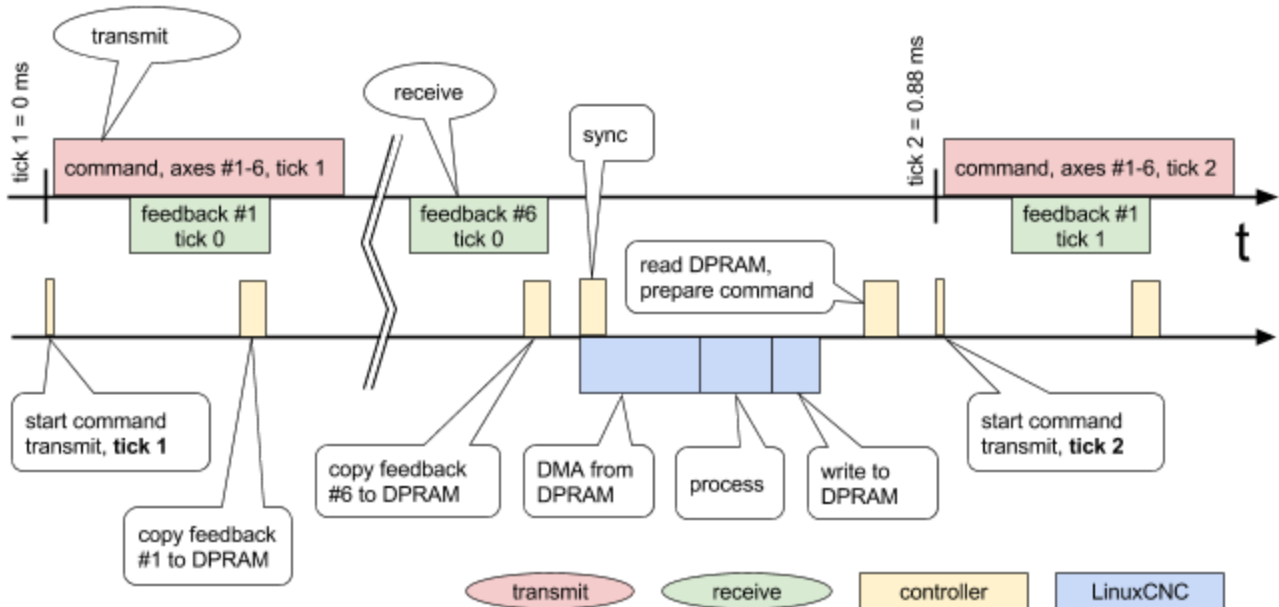 transmit
tick 1 = 0 ms
receive
sync
tick 2 = 0.88 ms
command, axes #1-6, tick 1
command, axes #1-6, tick 2
feedback #1
tick 0
feedback #6
tick 0
feedback #1
tick 1
t
read DPRAM,
prepare command
start command
transmit, tick 1
copy feedback
#1 to DPRAM
copy feedback
#6 to DPRAM
DMA from
DPRAM
process
write to
DPRAM
start command
transmit, tick 2
transmit
receive
controller
LinuxCNC